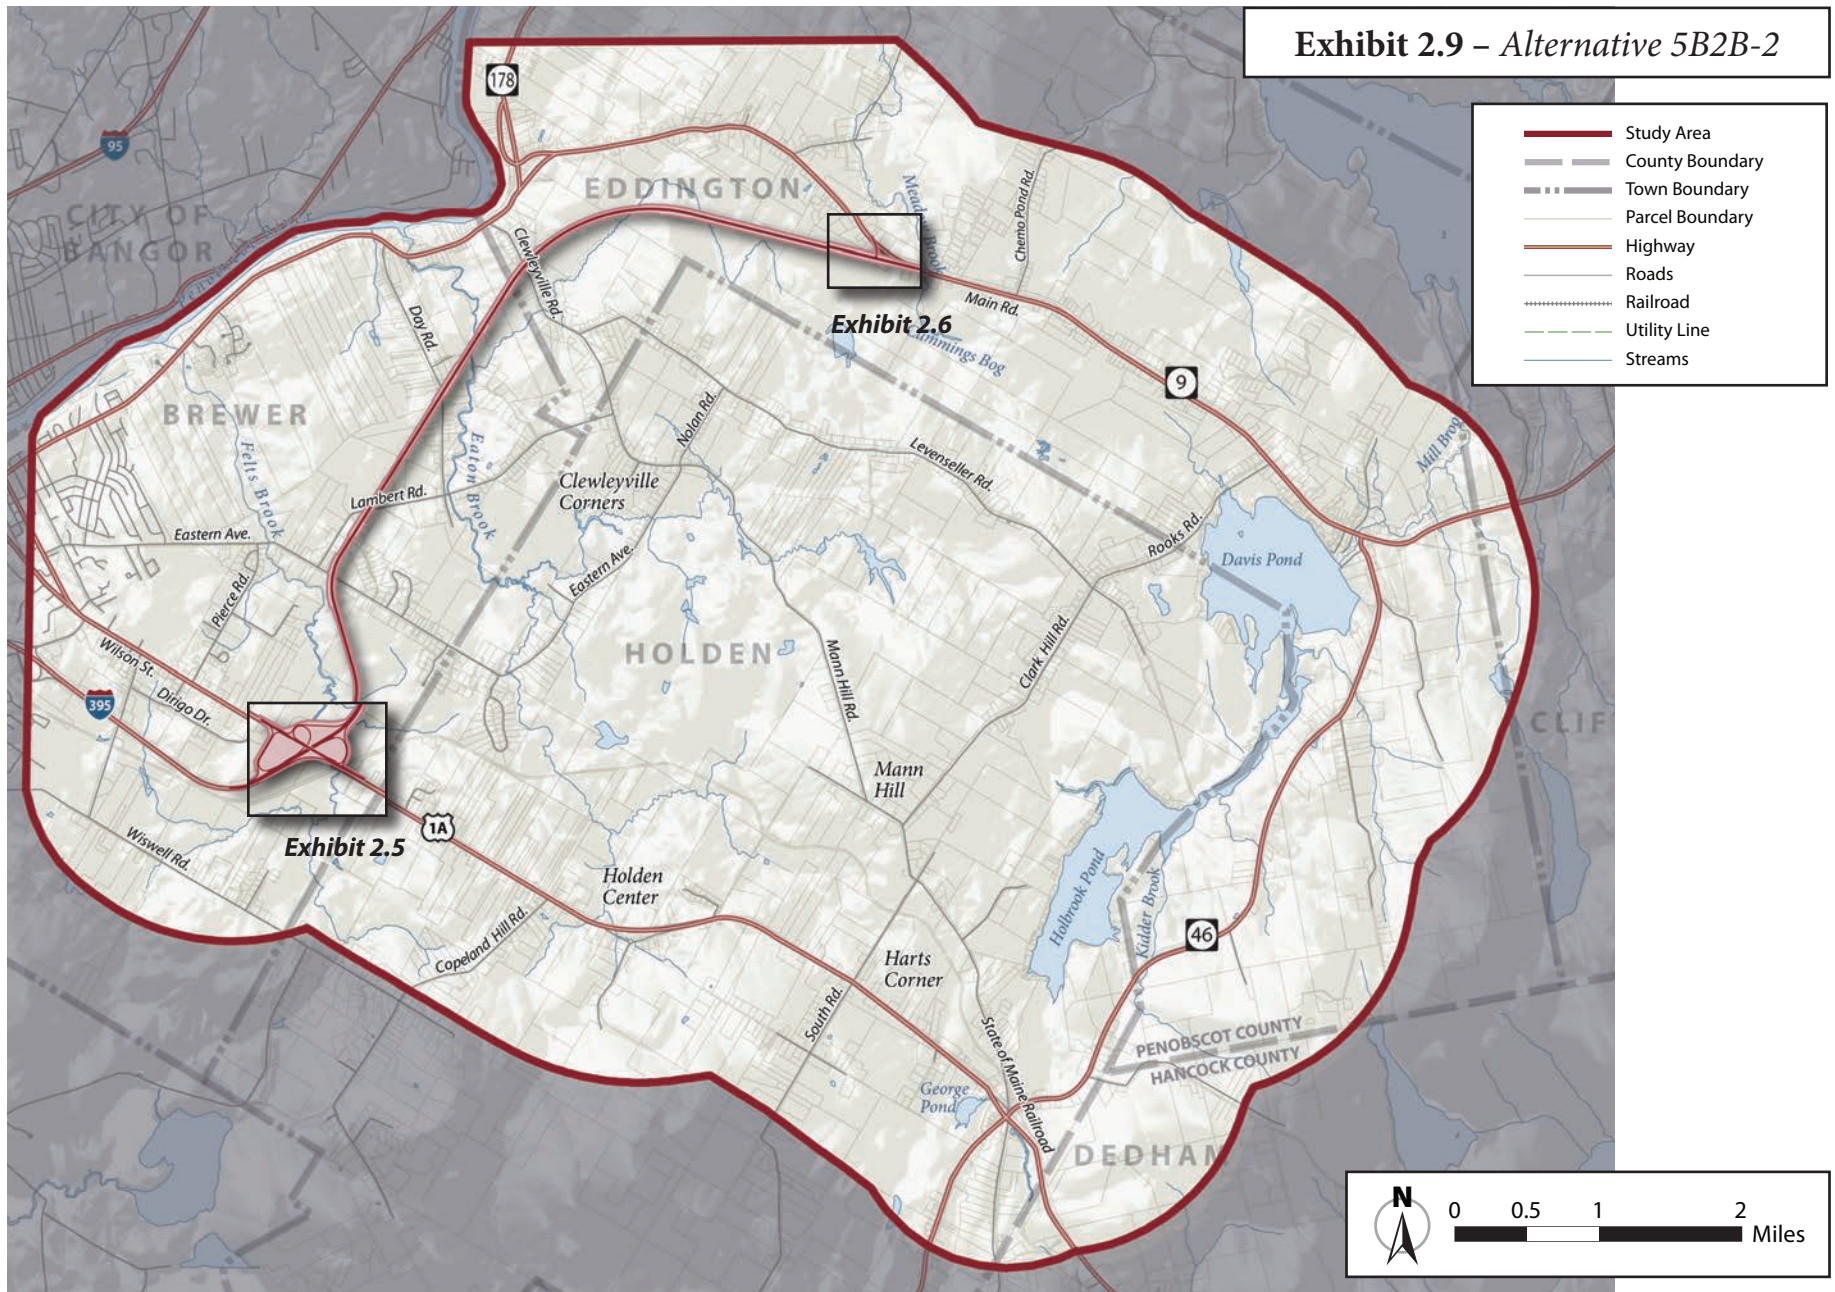 Exhibit 2.9 – Alternative 5B2B-2
Study Area
County Boundary
Town Boundary
Parcel Boundary
Highway
Roads
Railroad
Utility Line
Streams
178
95
CITY OF
BANGOR
EDDINGTON
Meadow Brook
Chemo Pond Rd.
Clewleyville Rd.
Main Rd.
Exhibit 2.6
Cummings Bog
Day Rd.
9
BREWER
Felts Brook
Eaton Brook
Nolan Rd.
Levenseller Rd.
Mill Broo
Clewleyville
Corners
Lambert Rd.
Eastern Ave.
Eastern Ave.
Rooks Rd.
Davis Pond
Pierce Rd.
HOLDEN
Mann Hill Rd.
Clark Hill Rd.
Wilson St.
Dirigo Dr.
395
CLIF
Mann
Hill
1A
Exhibit 2.5
Wiswell Rd.
Holden
Center
Holbrook Pond
Kidder Brook
46
Copeland Hill Rd.
Harts
Corner
South Rd.
State of Maine Railroad
PENOBSCOT COUNTY
HANCOCK COUNTY
George
Pond
DEDHAM
N
0 0.5 1 2
Miles